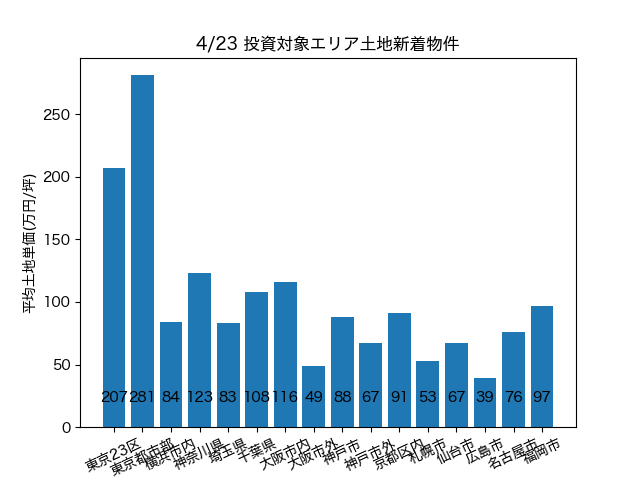 4/23 投資対象エリア土地新着物件
平均土地単価(万円/坪)
250
200
150
100
50
0
207 281 84 123 83 108 116 49 88 67 91 53 67 39 76 97
東京23区
東京都市部
横浜市内
神奈川県
埼玉県
千葉県
大阪市内
大阪市外
神戸市
神戸市外
京都区内
札幌市
仙台市
広島市
名古屋市
福岡市